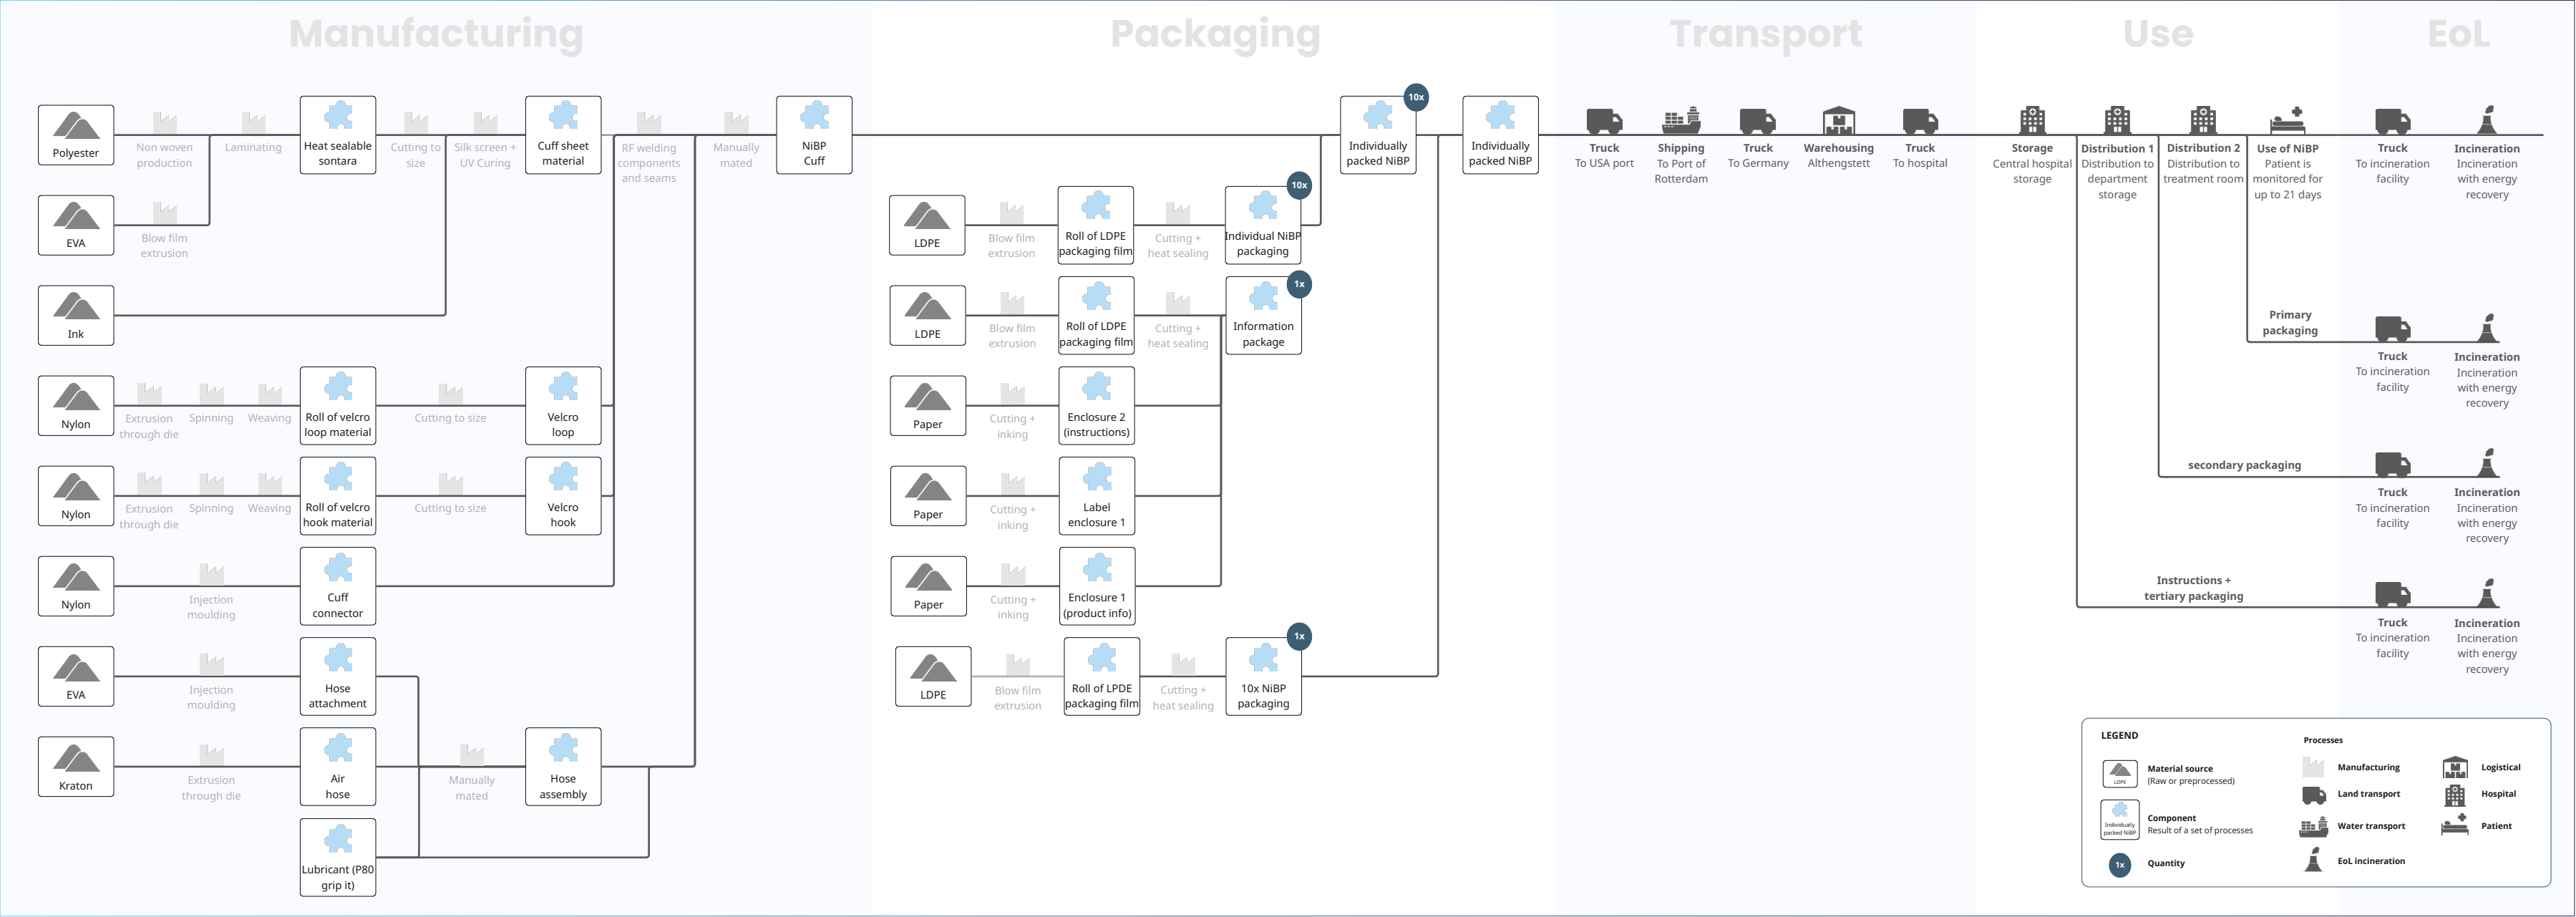 Manufacturing
Packaging
Transport
Use
EoL
Polyester
Non woven
production
Laminating
Heat sealable
sontara
Cutting to
size
Silk screen +
UV Curing
Cuff sheet
material
RF welding
components
and seams
Manually
mated
NiBP
Cuff
10x
Individually
packed NiBP
Individually
packed NiBP
Truck
To USA port
Shipping
To Port of
Rotterdam
Truck
To Germany
Warehousing
Althengstett
Truck
To hospital
Storage
Central hospital
storage
Distribution 1
Distribution to
department
storage
Distribution 2
Distribution to
treatment room
Use of NiBP
Patient is
monitored for
up to 21 days
Truck
To incineration
facility
Incineration
Incineration
with energy
recovery
EVA
Blow film
extrusion
LDPE
Blow film
extrusion
Roll of LDPE
packaging film
Cutting +
heat sealing
10x
Individual NiBP
packaging
Ink
LDPE
Blow film
extrusion
Roll of LDPE
packaging film
Cutting +
heat sealing
1x
Information
package
Primary
packaging
Truck
To incineration
facility
Incineration
Incineration
with energy
recovery
Nylon
Extrusion
through die
Spinning
Weaving
Roll of velcro
loop material
Cutting to size
Velcro
loop
Paper
Cutting +
inking
Enclosure 2
(instructions)
Nylon
Extrusion
through die
Spinning
Weaving
Roll of velcro
hook material
Cutting to size
Velcro
hook
Paper
Cutting +
inking
Label
enclosure 1
secondary packaging
Truck
To incineration
facility
Incineration
Incineration
with energy
recovery
Nylon
Injection
moulding
Cuff
connector
Paper
Cutting +
inking
Enclosure 1
(product info)
Instructions +
tertiary packaging
Truck
To incineration
facility
Incineration
Incineration
with energy
recovery
EVA
Injection
moulding
Hose
attachment
LDPE
Blow film
extrusion
Roll of LPDE
packaging film
Cutting +
heat sealing
1x
10x NiBP
packaging
Kraton
Extrusion
through die
Air
hose
Manually
mated
Hose
assembly
Lubricant (P80
grip it)
LEGEND
LDPE
Material source
(Raw or preprocessed)
Individually
packed NiBP
Component
Result of a set of processes
1x
Quantity
Processes
Manufacturing
Logistical
Land transport
Hospital
Water transport
Patient
EoL incineration